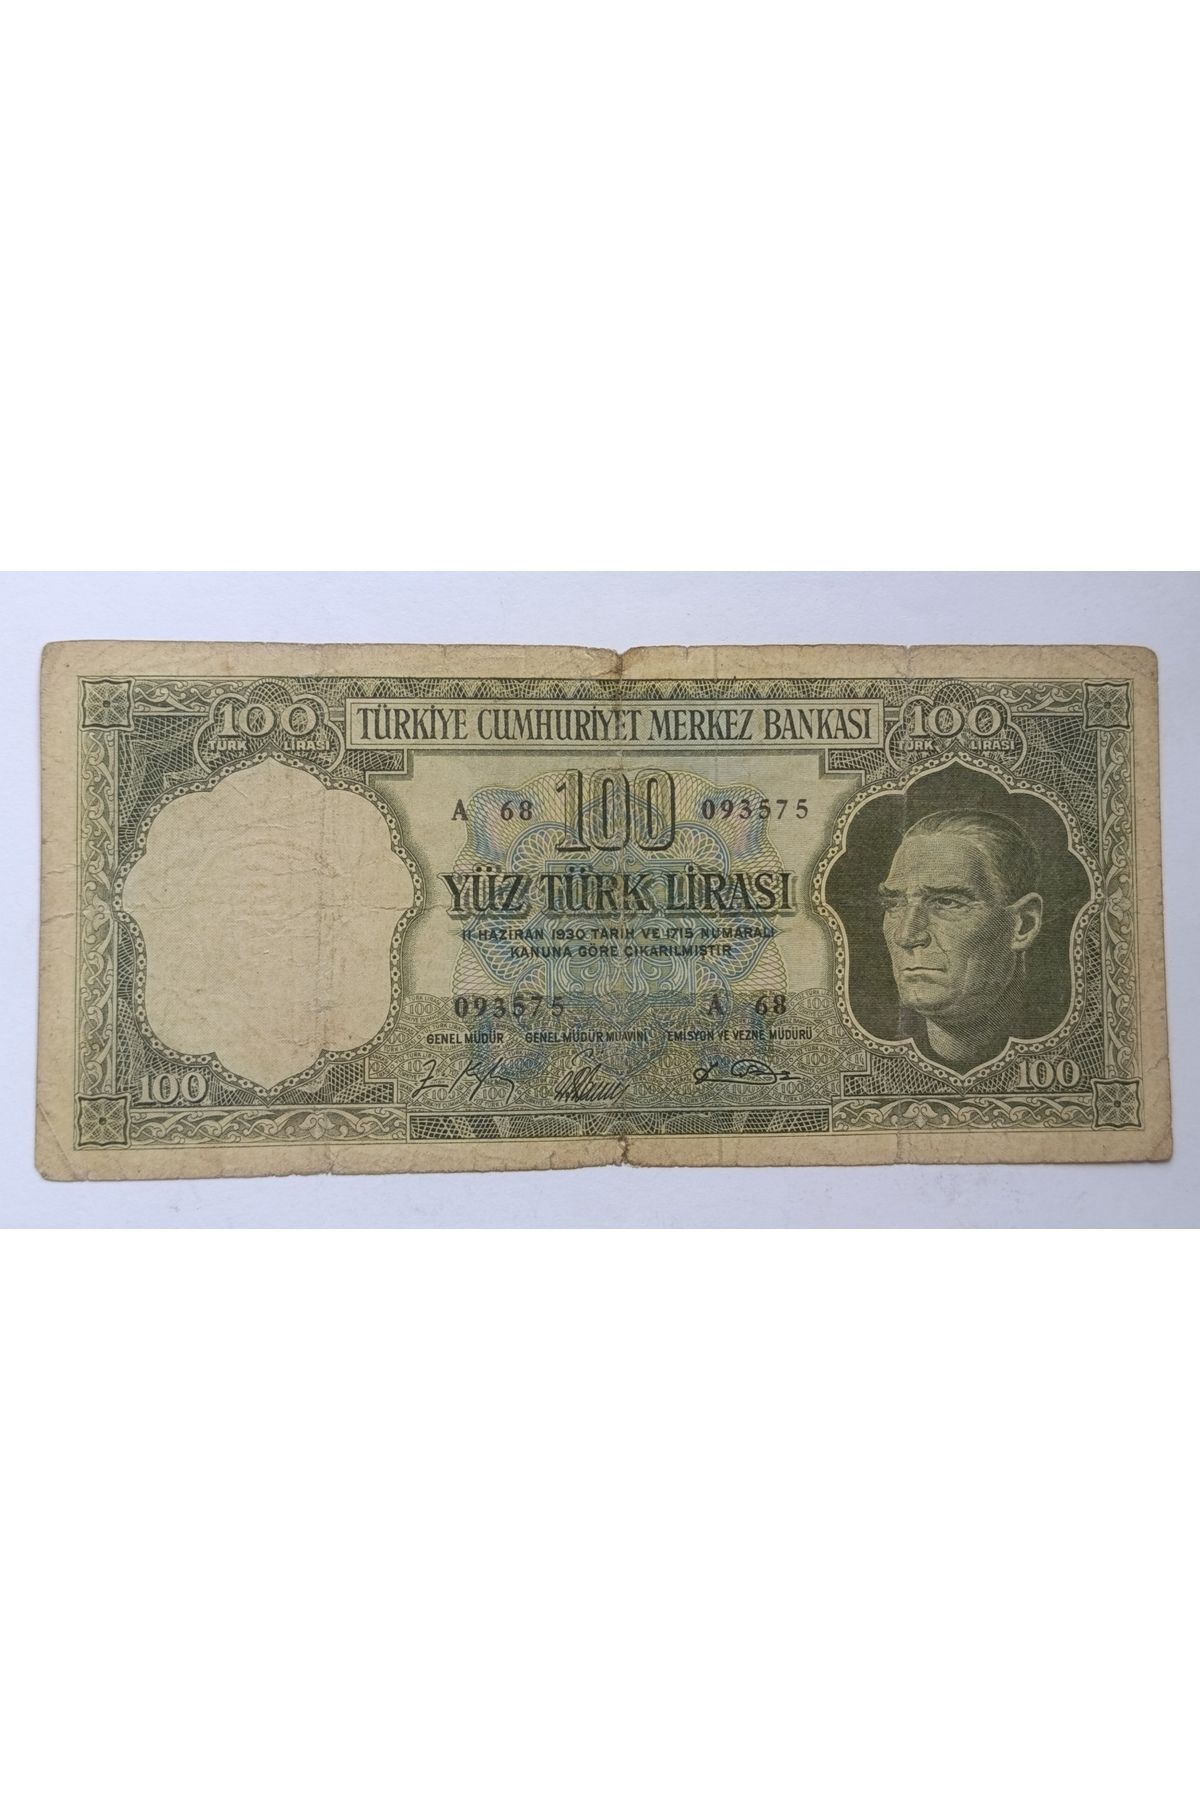 100 TÜRK LİRASI
TÜRKİYE CUMHURİYET MERKEZ BANKASI
100 TÜRK LİRASI
A 68 100 093575
YÜZ TÜRK LİRASI
11 HAZİRAN 1930 TARİH VE 1715 NUMARALI
KANUNA GÖRE ÇIKARILMIŞTIR
093575 A 68
GENEL MÜDÜR GENEL MÜDÜR MUAVİNİ EMİSYON VE VEZNE MÜDÜRÜ
100 100